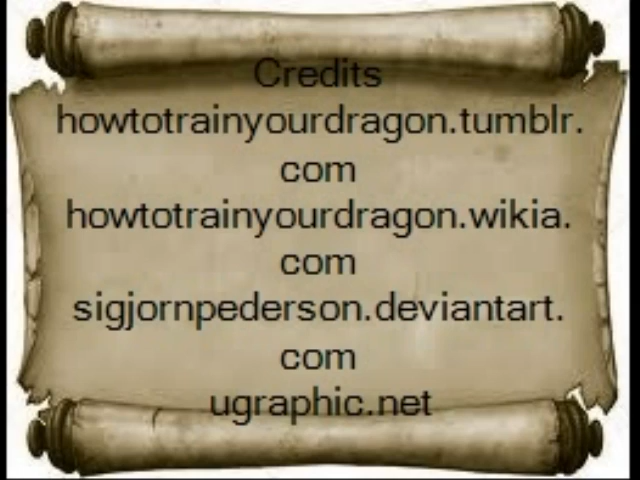 Credits
howtotrainyourdragon.tumblr.
com
howtotrainyourdragon.wikia.
com
sigjornpederson.deviantart.
com
ugraphic.net